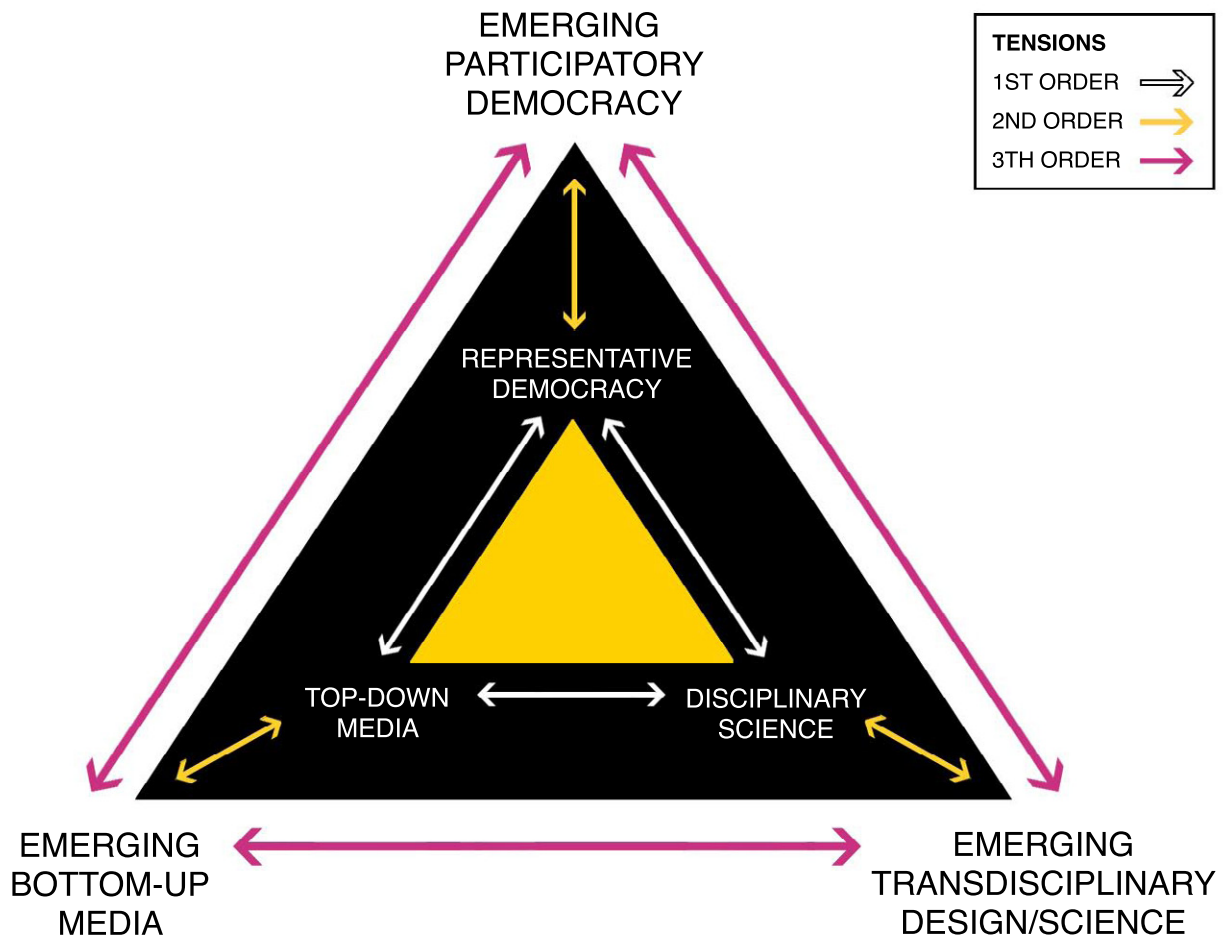 EMERGING
PARTICIPATORY
DEMOCRACY
TENSIONS
1ST ORDER
2ND ORDER
3TH ORDER
REPRESENTATIVE
DEMOCRACY
TOP-DOWN
MEDIA
DISCIPLINARY
SCIENCE
EMERGING
BOTTOM-UP
MEDIA
EMERGING
TRANSDISCIPLINARY
DESIGN/SCIENCE